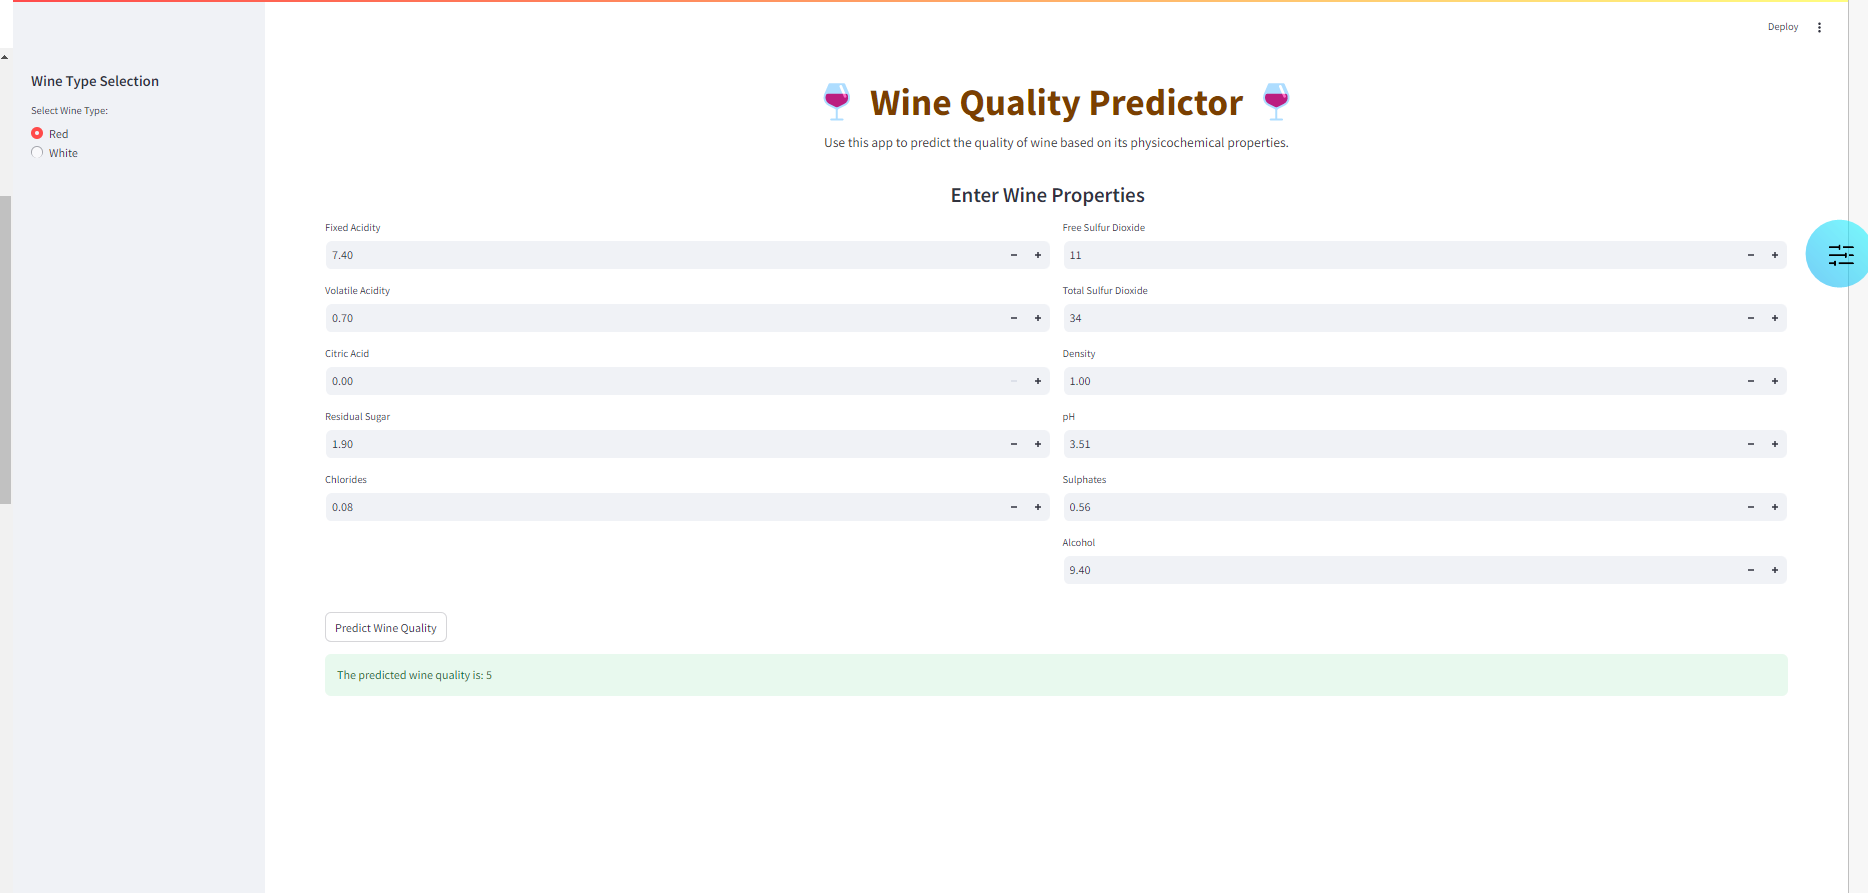 Deploy
Wine Type Selection
Select Wine Type:
Red
White
Wine Quality Predictor
Use this app to predict the quality of wine based on its physicochemical properties.
Enter Wine Properties
Fixed Acidity
7.40
Volatile Acidity
0.70
Citric Acid
0.00
Residual Sugar
1.90
Chlorides
0.08
Free Sulfur Dioxide
11
Total Sulfur Dioxide
34
Density
1.00
pH
3.51
Sulphates
0.56
Alcohol
9.40
Predict Wine Quality
The predicted wine quality is: 5